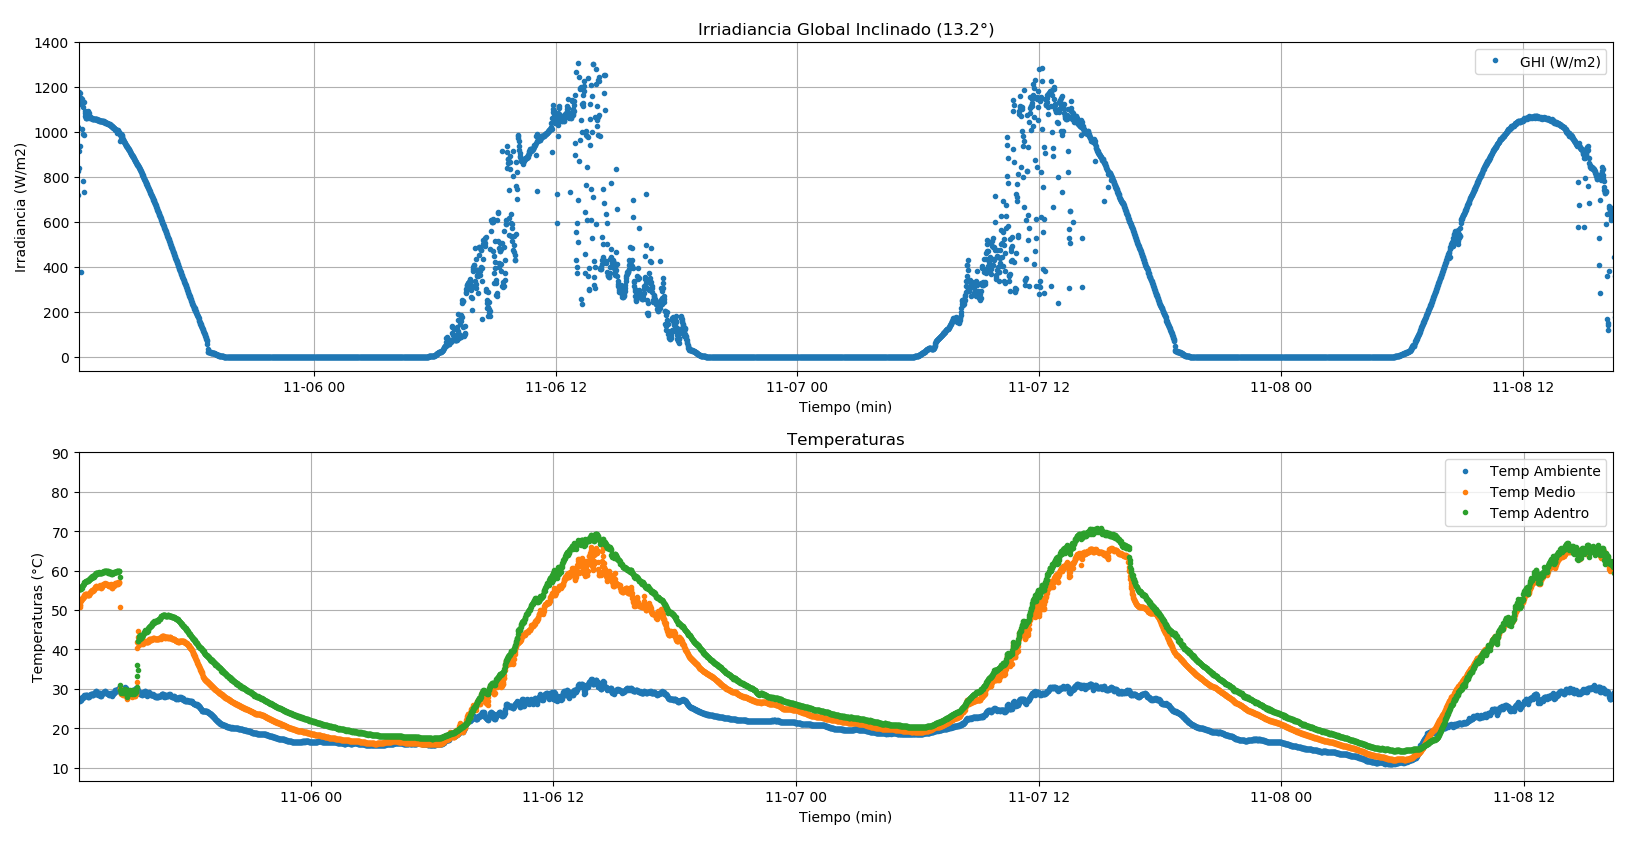 Irriadiancia Global Inclinado (13.2°)
1400
1200
1000
800
600
400
200
0
Irradiancia (W/m2)
GHI (W/m2)
11-06 00
11-06 12
11-07 00
11-07 12
11-08 00
11-08 12
Tiempo (min)
Temperaturas
90
80
70
60
50
40
30
20
10
Temperaturas (°C)
Temp Ambiente
Temp Medio
Temp Adentro
11-06 00
11-06 12
11-07 00
11-07 12
11-08 00
11-08 12
Tiempo (min)